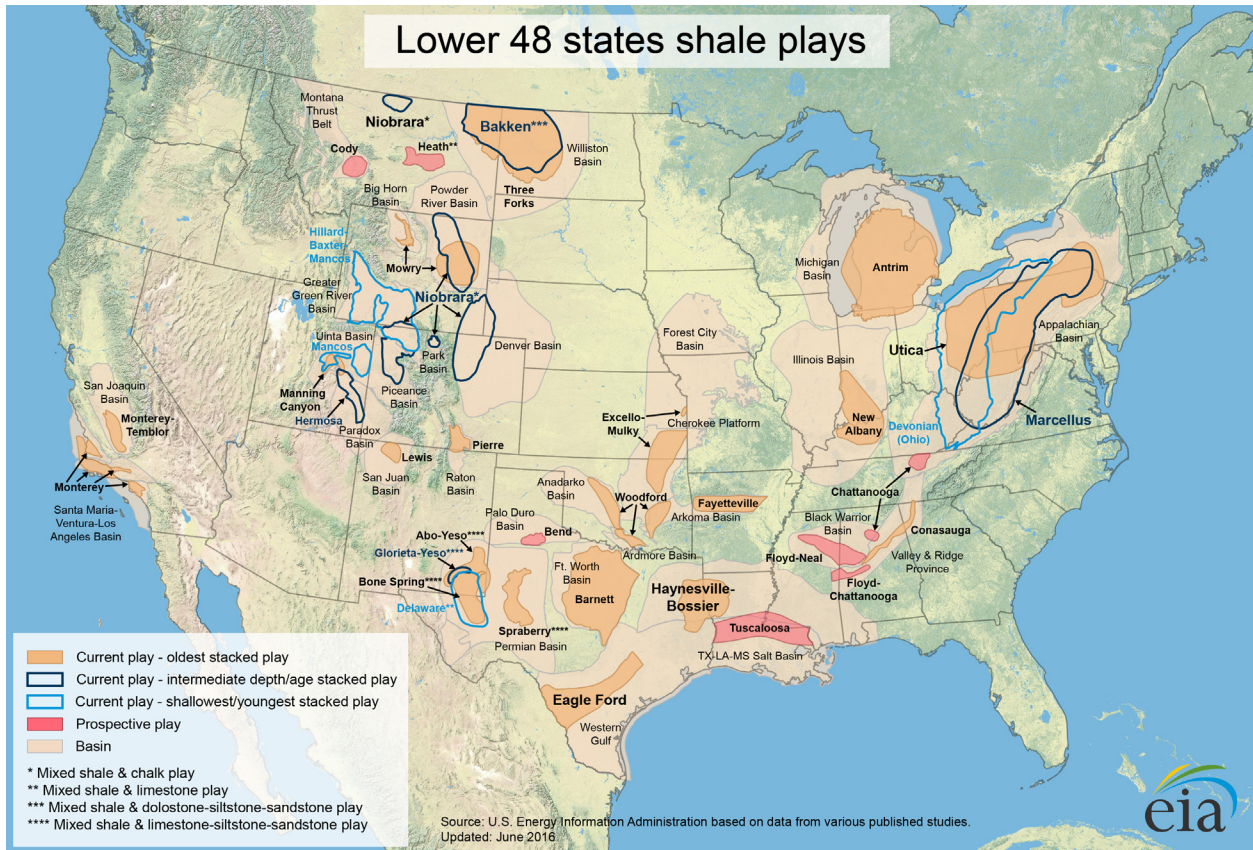 Lower 48 states shale plays
Montana
Thrust
Belt
Niobrara*
Bakken***
Cody
Heath**
Williston
Basin
Big Horn
Basin
Powder
River Basin
Three
Forks
Hillard-
Baxter-
Mancos
Mowry
Greater
Green River
Basin
Niobrara*
Michigan
Basin
Antrim
Uinta Basin
Mancos
Park
Basin
Denver Basin
Forest City
Basin
Illinois Basin
Utica
Appalachian
Basin
San Joaquin
Basin
Monterey-
Temblor
Manning
Canyon
Hermosa
Piceance
Basin
Paradox
Basin
Excello-
Mulky
Cherokee Platform
New
Albany
Devonian
(Ohio)
Marcellus
Pierre
Lewis
San Juan
Basin
Raton
Basin
Monterey
Santa Maria-
Ventura-Los
Angeles Basin
Anadarko
Basin
Woodford
Fayetteville
Arkoma Basin
Chattanooga
Palo Duro
Basin
Bend
Ardmore Basin
Black Warrior
Basin
Conasauga
Abo-Yeso****
Glorieta-Yeso****
Bone Spring****
Delaware**
Ft. Worth
Basin
Barnett
Haynesville-
Bossier
Floyd-Neal
Valley & Ridge
Province
Floyd-
Chattanooga
Spraberry****
Permian Basin
Tuscaloosa
TX-LA-MS Salt Basin
Eagle Ford
Western
Gulf
Current play - oldest stacked play
Current play - intermediate depth/age stacked play
Current play - shallowest/youngest stacked play
Prospective play
Basin
* Mixed shale & chalk play
** Mixed shale & limestone play
*** Mixed shale & dolostone-siltstone-sandstone play
**** Mixed shale & limestone-siltstone-sandstone play
Source: U.S. Energy Information Administration based on data from various published studies.
Updated: June 2016
eia